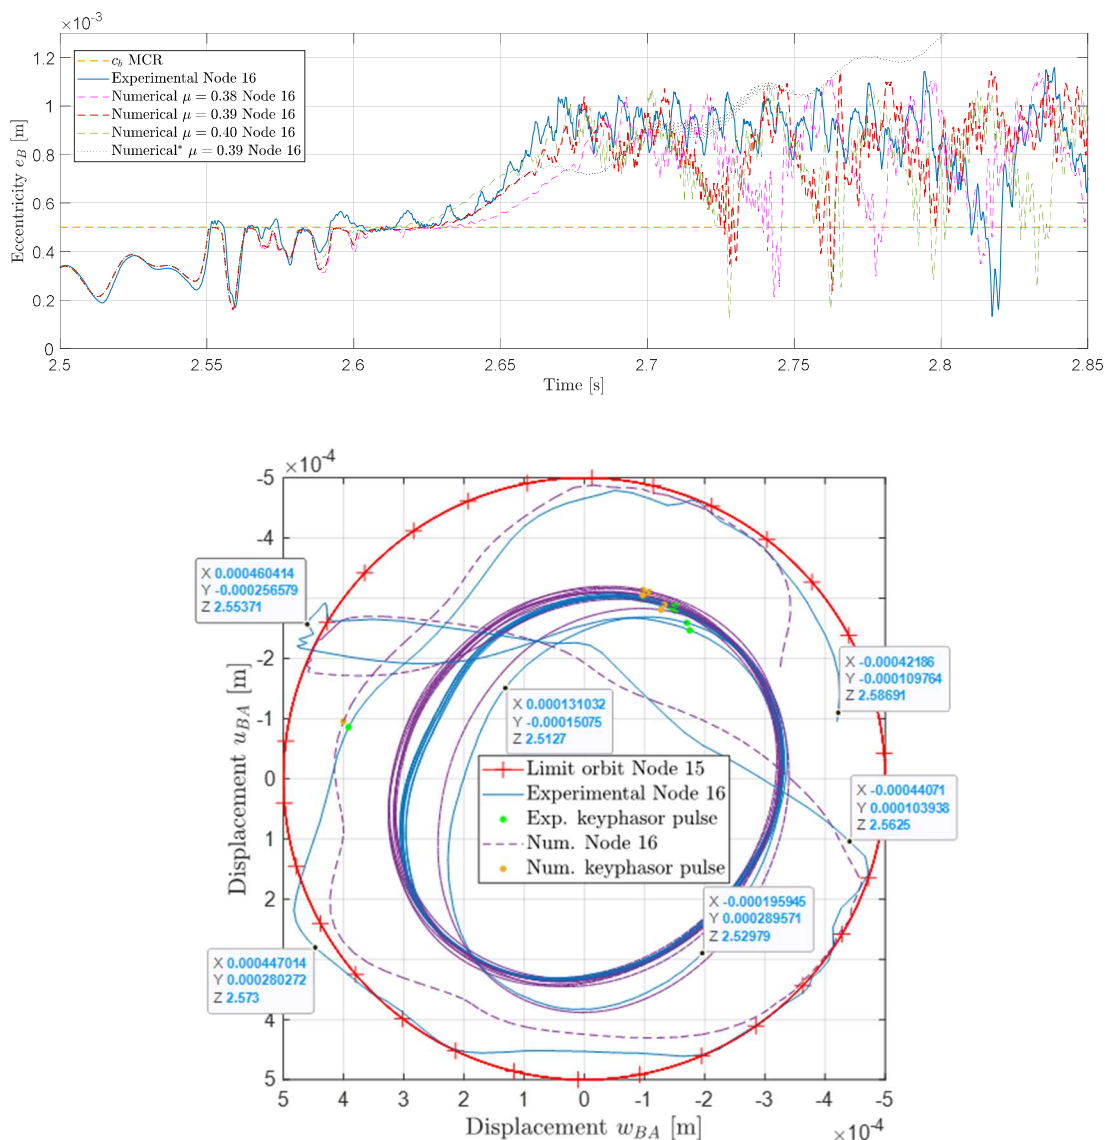 ×10⁻³
1.2
1
0.8
0.6
0.4
0.2
0
Eccentricity e_B [m]
c_b MCR
Experimental Node 16
Numerical μ = 0.38 Node 16
Numerical μ = 0.39 Node 16
Numerical μ = 0.40 Node 16
Numerical* μ = 0.39 Node 16
2.5 2.55 2.6 2.65 2.7 2.75 2.8 2.85
Time [s]
×10⁻⁴
-5
-4
-2
-1
0
1
2
4
5
Displacement u_BA [m]
X 0.000460414
Y -0.000256579
Z 2.55371
X -0.00042186
Y -0.000109764
Z 2.58691
X 0.000131032
Y -0.00015075
Z 2.5127
Limit orbit Node 15
Experimental Node 16
Exp. keyphasor pulse
Num. Node 16
Num. keyphasor pulse
X -0.00044071
Y 0.000103938
Z 2.5625
X -0.000195945
Y 0.000289571
Z 2.52979
X 0.000447014
Y 0.000280272
Z 2.573
5 4 3 2 1 0 -1 -2 -3 -4 -5
Displacement w_BA [m]
×10⁻⁴